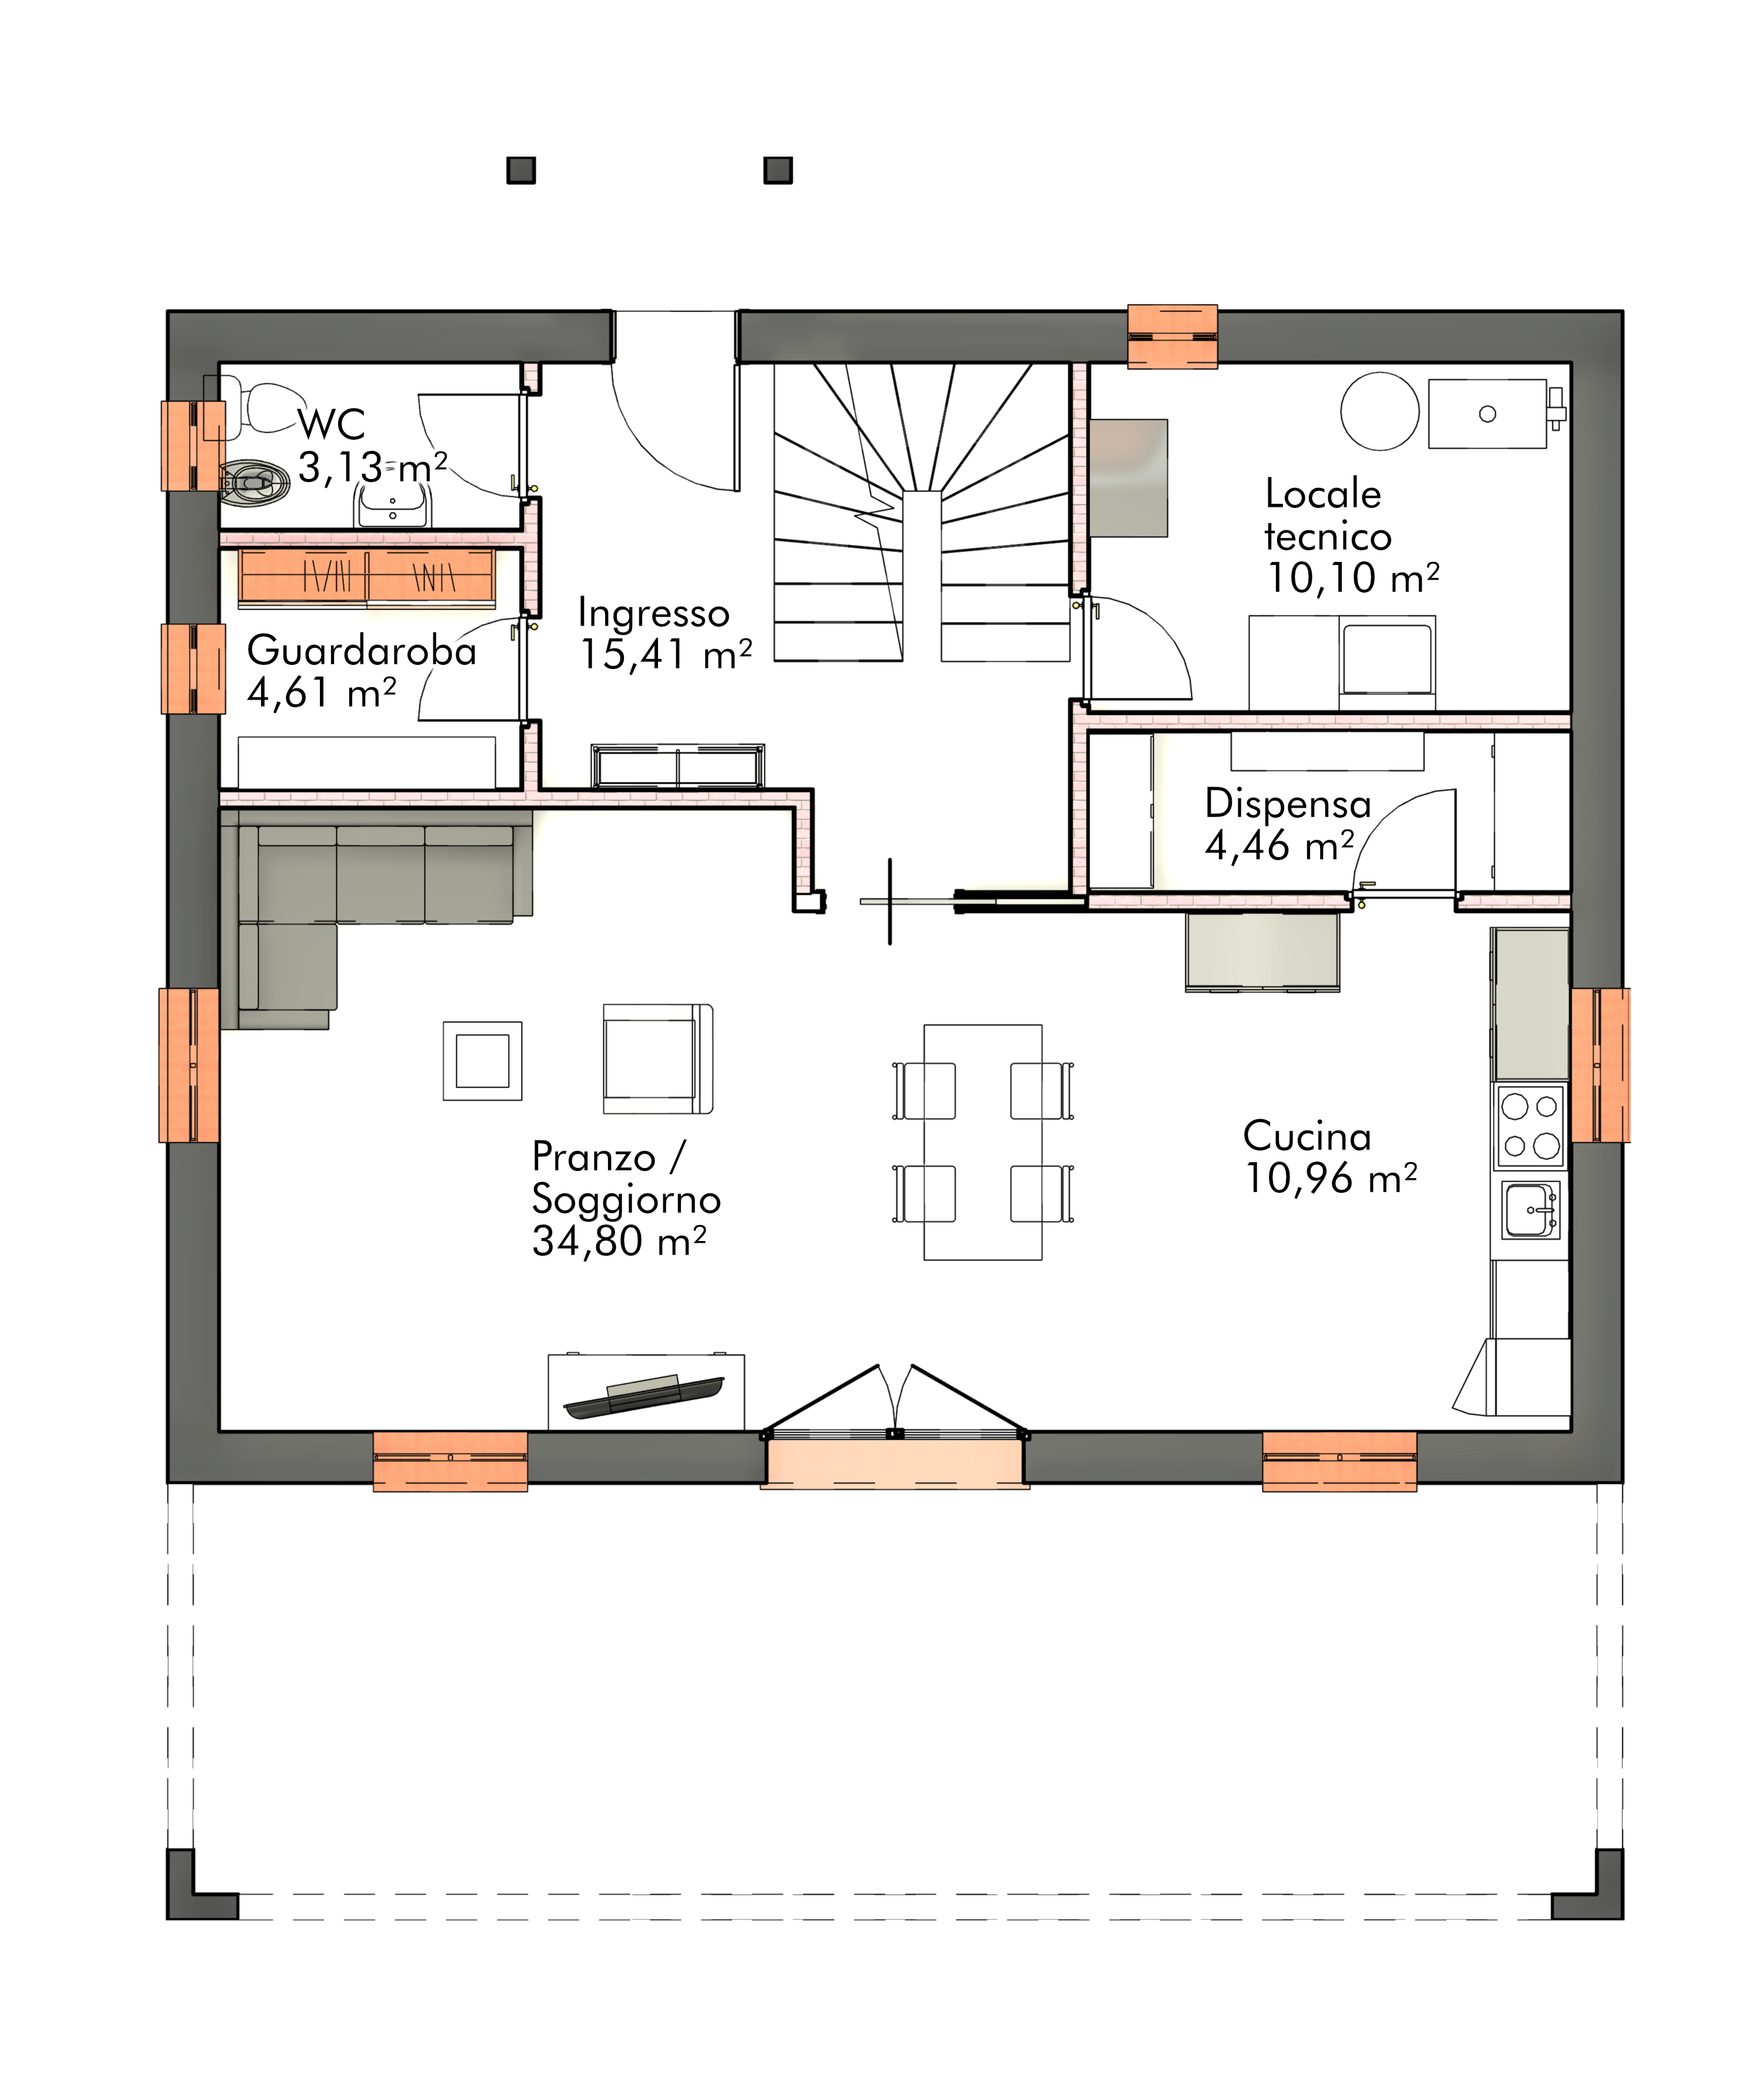 WC
3,13 m²
Guardaroba
4,61 m²
Ingresso
15,41 m²
Locale
tecnico
10,10 m²
Dispensa
4,46 m²
Pranzo /
Soggiorno
34,80 m²
Cucina
10,96 m²